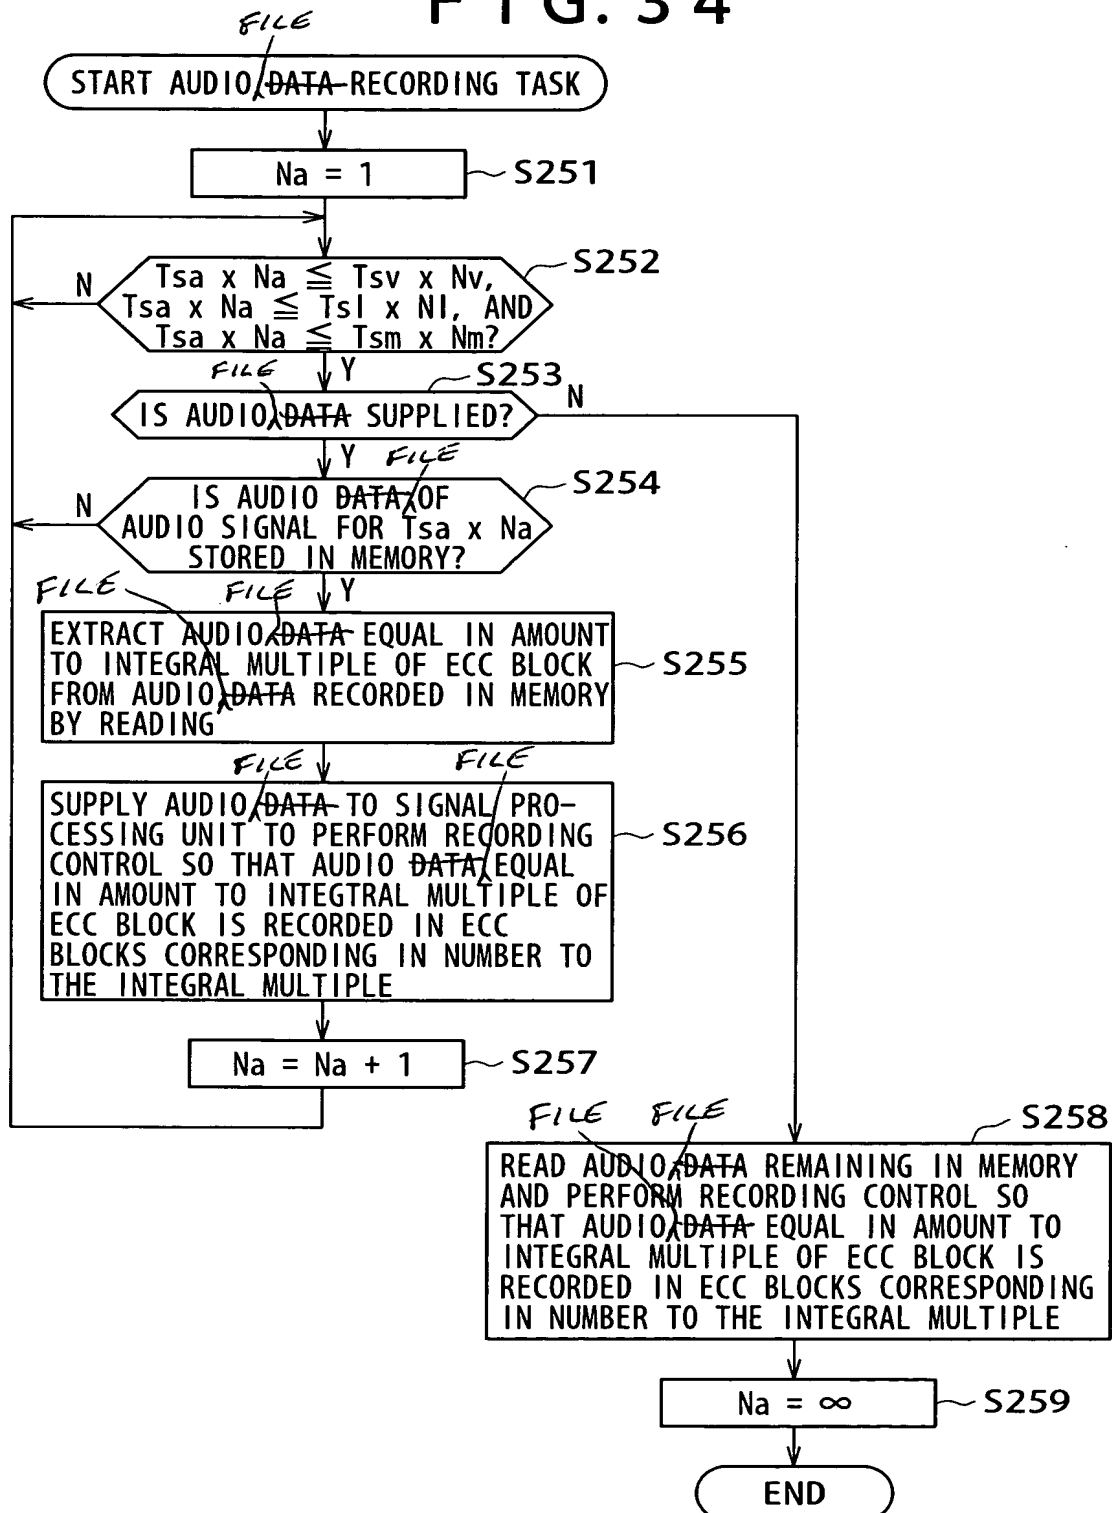 FIG. 34
FILE
START AUDIO DATA RECORDING TASK
Na = 1
S251
S252
N
Tsa x Na ≦ Tsv x Nv,
Tsa x Na ≦ Tsl x Nl, AND
Tsa x Na ≦ Tsm x Nm?
Y
FILE
S253
N
IS AUDIO DATA SUPPLIED?
Y
FILE
S254
N
IS AUDIO DATA OF
AUDIO SIGNAL FOR Tsa x Na
STORED IN MEMORY?
Y
FILE FILE
EXTRACT AUDIO DATA EQUAL IN AMOUNT
TO INTEGRAL MULTIPLE OF ECC BLOCK
FROM AUDIO DATA RECORDED IN MEMORY
BY READING
S255
FILE FILE
SUPPLY AUDIO DATA TO SIGNAL PRO-
CESSING UNIT TO PERFORM RECORDING
CONTROL SO THAT AUDIO DATA EQUAL
IN AMOUNT TO INTEGTRAL MULTIPLE OF
ECC BLOCK IS RECORDED IN ECC
BLOCKS CORRESPONDING IN NUMBER TO
THE INTEGRAL MULTIPLE
S256
Na = Na + 1
S257
FILE FILE
S258
READ AUDIO DATA REMAINING IN MEMORY
AND PERFORM RECORDING CONTROL SO
THAT AUDIO DATA EQUAL IN AMOUNT TO
INTEGRAL MULTIPLE OF ECC BLOCK IS
RECORDED IN ECC BLOCKS CORRESPONDING
IN NUMBER TO THE INTEGRAL MULTIPLE
Na = ∞
S259
END